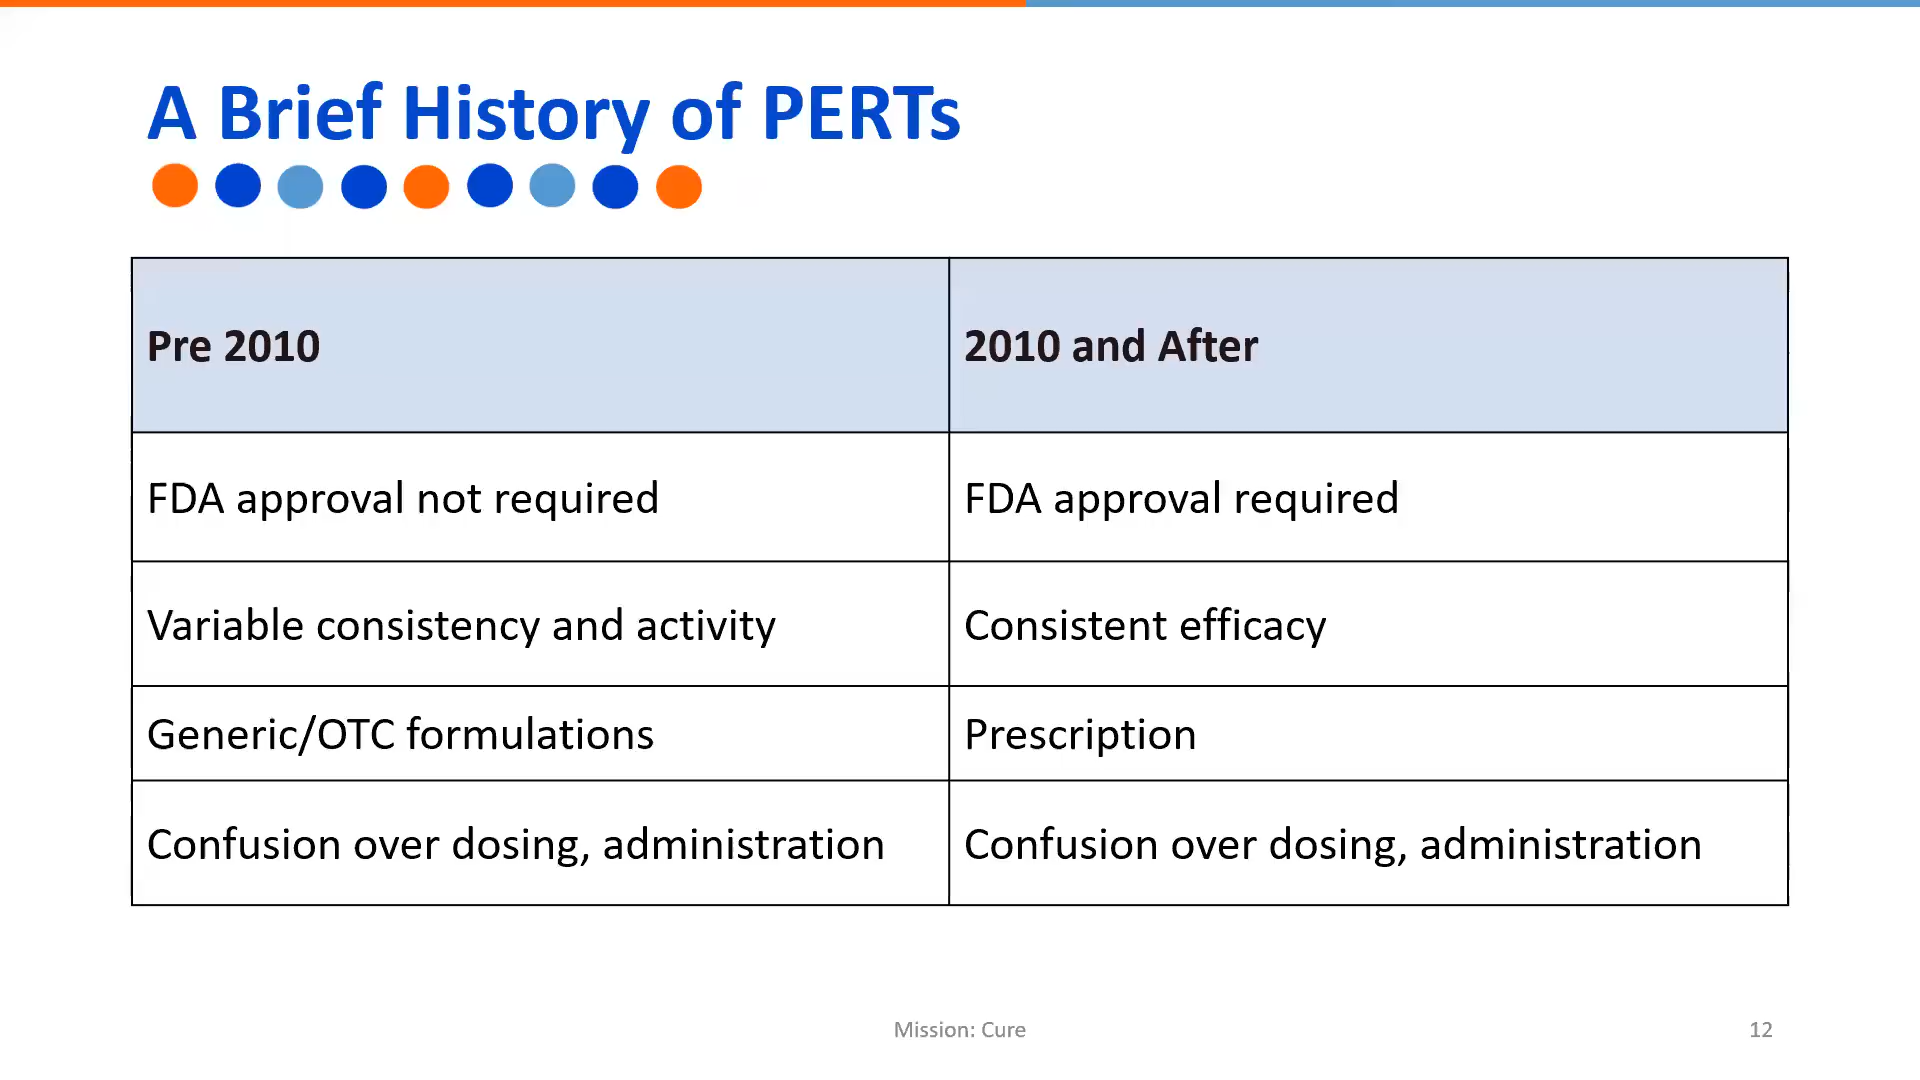 A Brief History of PERTs
Pre 2010
2010 and After
FDA approval not required
FDA approval required
Variable consistency and activity
Consistent efficacy
Generic/OTC formulations
Prescription
Confusion over dosing, administration
Confusion over dosing, administration
Mission: Cure
12